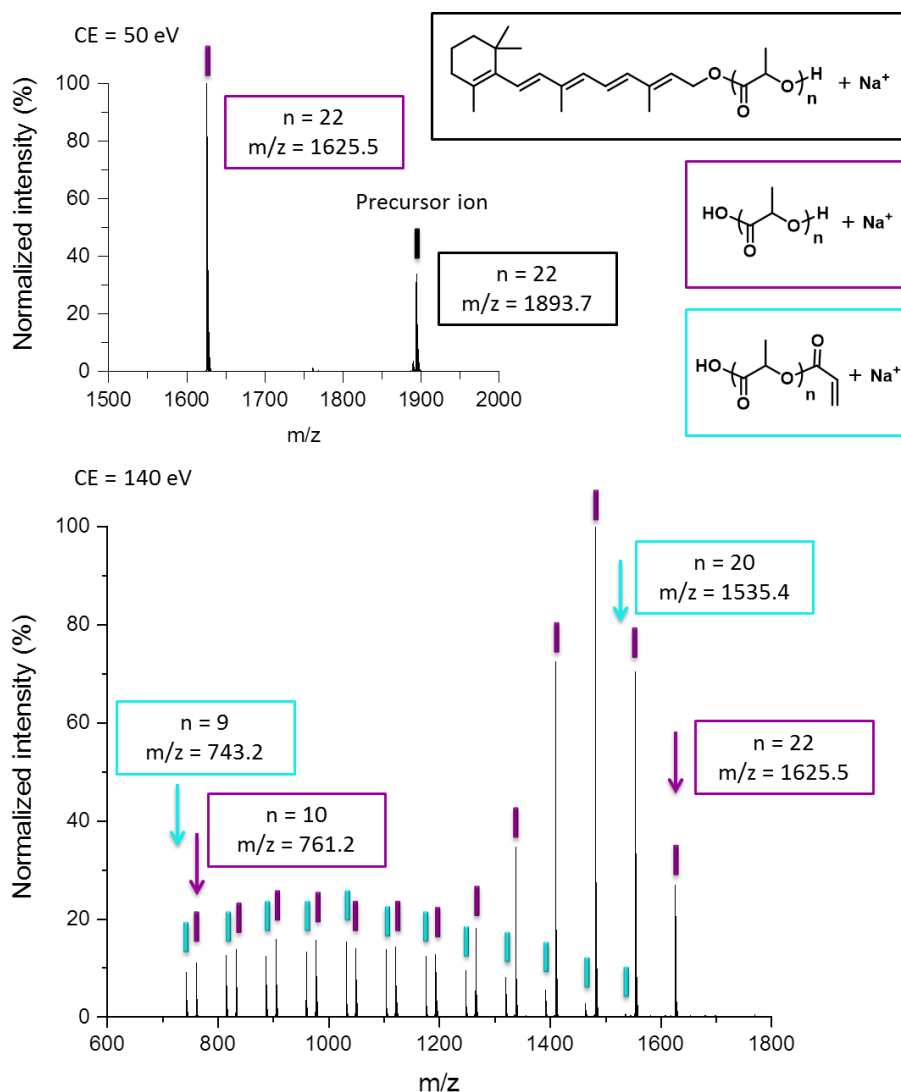 CE = 50 eV
Normalized intensity (%)
100
80
60
40
20
0
1500
1600
1700
1800
1900
2000
m/z
n = 22
m/z = 1625.5
Precursor ion
n = 22
m/z = 1893.7
O
O
O
H
n
+ Na+
HO
O
O
H
n
+ Na+
HO
O
O
O
n
+ Na+
CE = 140 eV
Normalized intensity (%)
100
80
60
40
20
0
600
800
1000
1200
1400
1600
1800
m/z
n = 20
m/z = 1535.4
n = 9
m/z = 743.2
n = 22
m/z = 1625.5
n = 10
m/z = 761.2